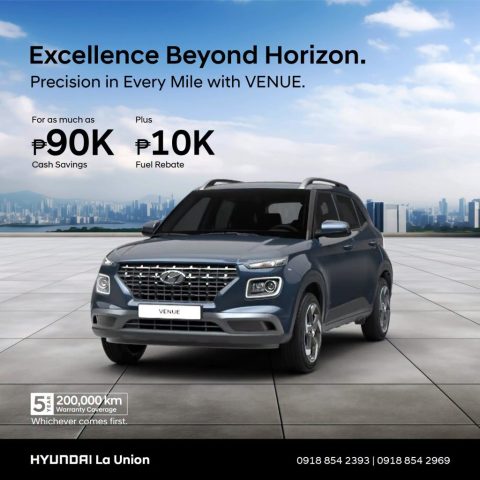 Excellence Beyond Horizon.
Precision in Every Mile with VENUE.
For as much as
₱90K
Cash Savings
Plus
₱10K
Fuel Rebate
VENUE
5 YEARS
200,000 km
Warranty Coverage
Whichever comes first.
HYUNDAI La Union
0918 854 2393 | 0918 854 2969